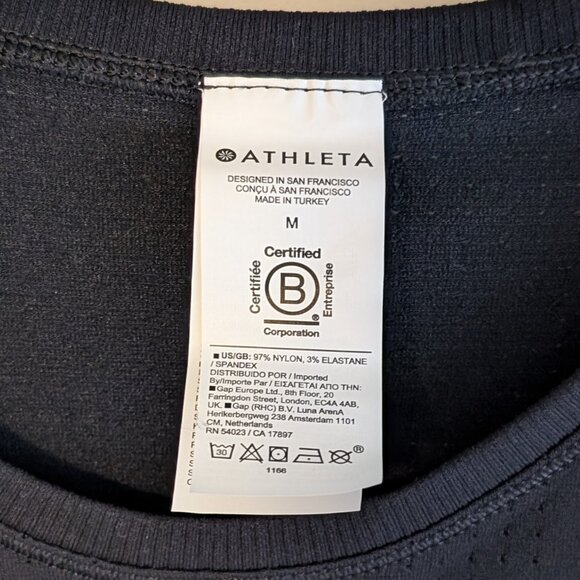 ATHLETA
DESIGNED IN SAN FRANCISCO
CONÇU À SAN FRANCISCO
MADE IN TURKEY
M
Certified
Certifiée
B
Entreprise
®
Corporation
■ US/GB: 97% NYLON, 3% ELASTANE
/ SPANDEX
DISTRIBUIDO POR / Imported
By/Importe Par / ΕΙΣΑΓΕΤΑΙ ΑΠΟ ΤΗΝ:
■Gap Europe Ltd., 8th Floor, 20
Farringdon Street, London, EC4A 4AB,
UK. ■Gap (RHC) B.V. Luna ArenA
Herikerbergweg 238 Amsterdam 1101
CM, Netherlands
RN 54023 / CA 17897
30 ®
1166